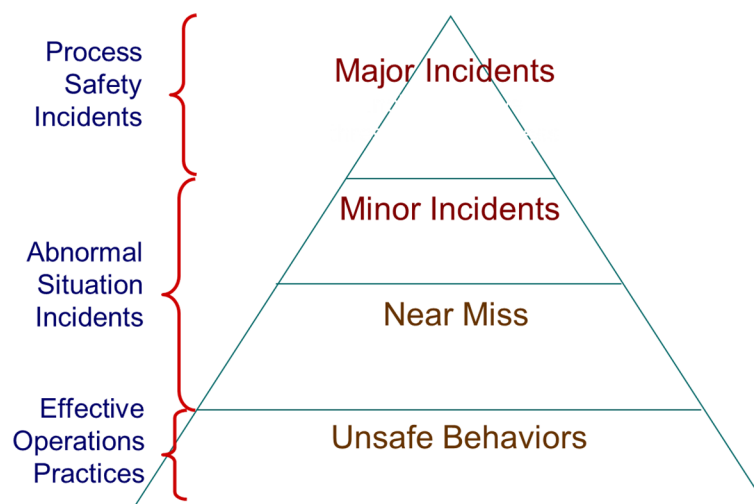 Process
Safety
Incidents
Major Incidents
Minor Incidents
Abnormal
Situation
Incidents
Near Miss
Effective
Operations
Practices
Unsafe Behaviors